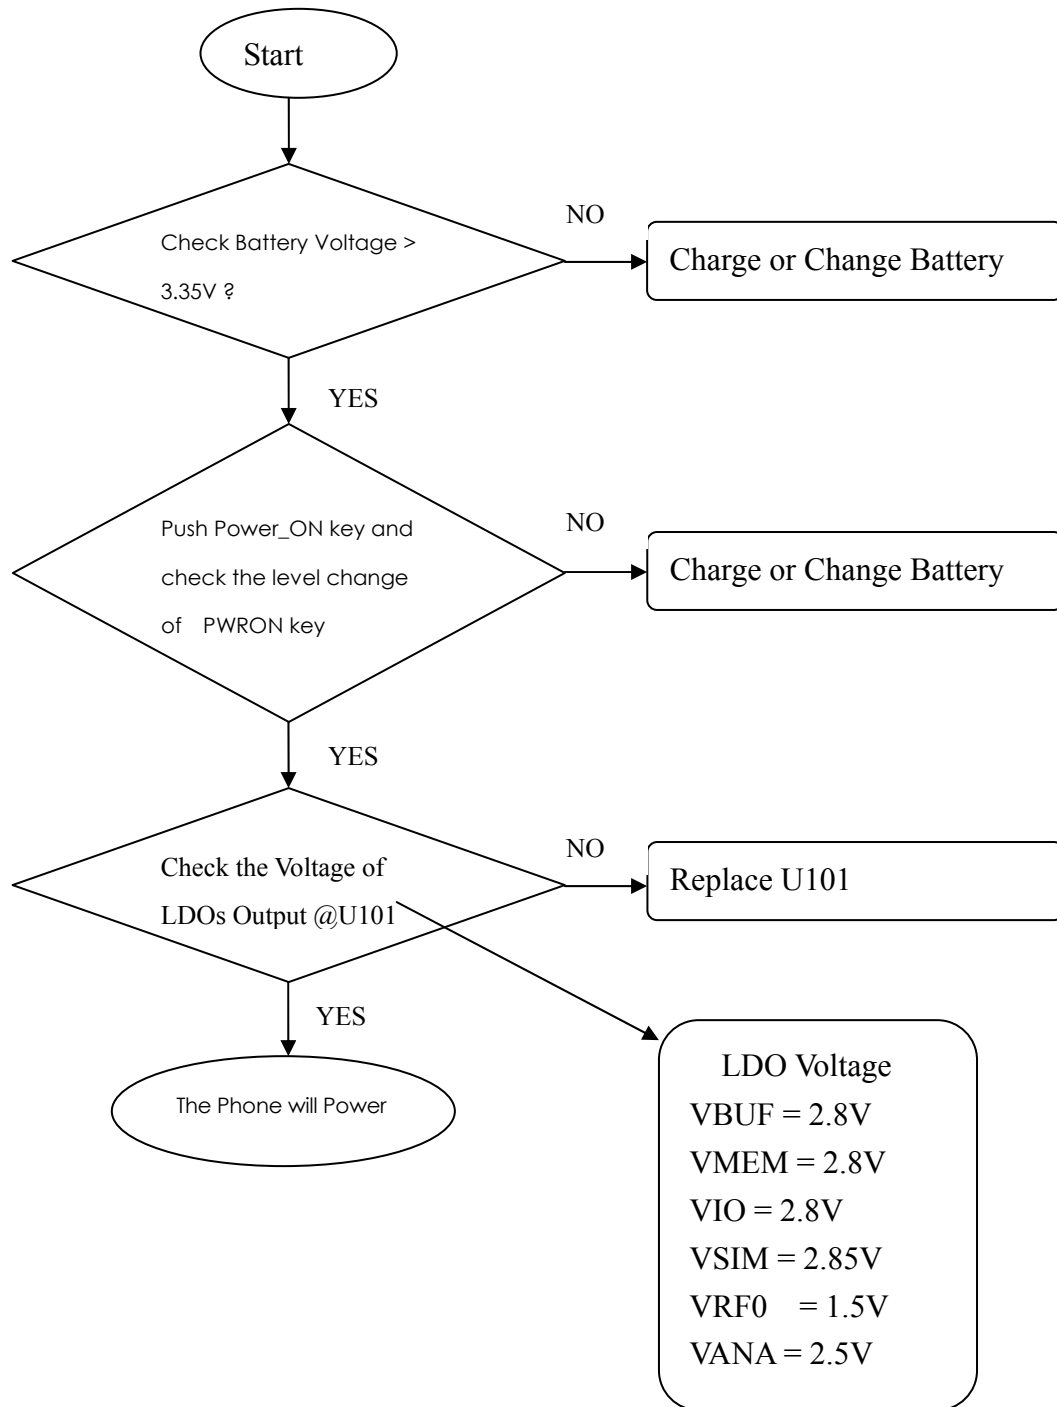 Start
Check Battery Voltage >
3.35V ?
NO
Charge or Change Battery
YES
Push Power_ON key and
check the level change
of PWRON key
NO
Charge or Change Battery
YES
Check the Voltage of
LDOs Output @U101
NO
Replace U101
YES
The Phone will Power
LDO Voltage
VBUF = 2.8V
VMEM = 2.8V
VIO = 2.8V
VSIM = 2.85V
VRF0 = 1.5V
VANA = 2.5V